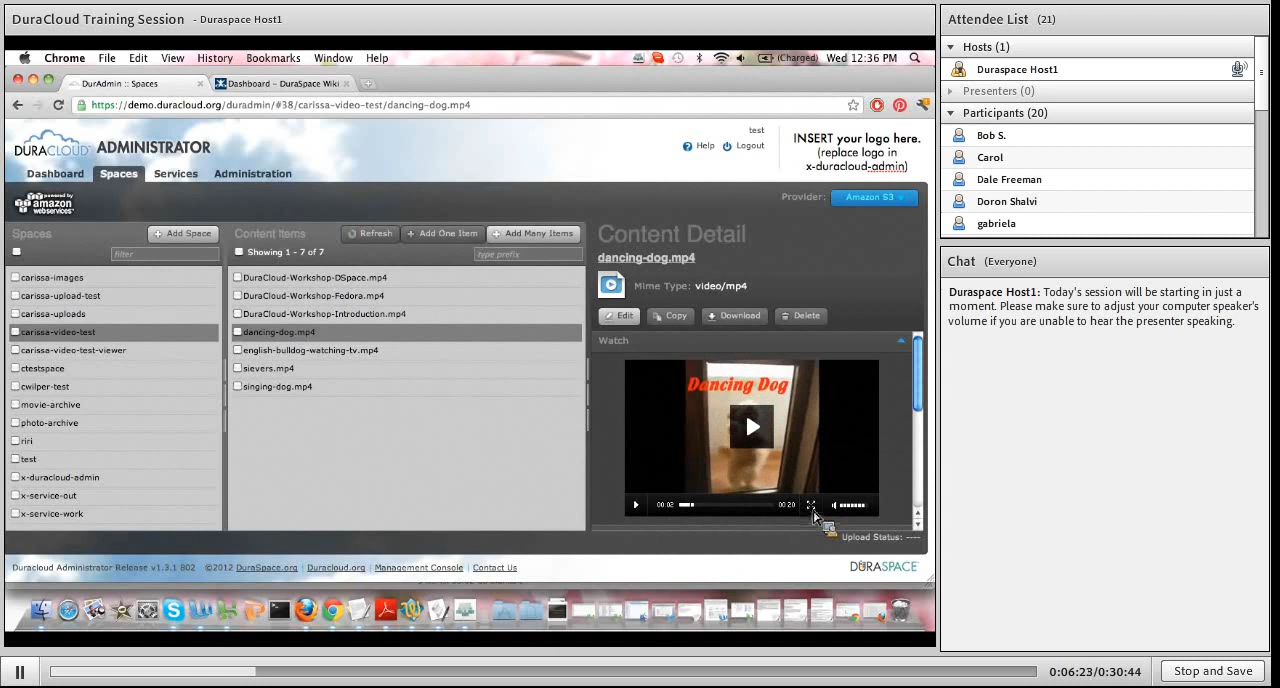 DuraCloud Training Session - Duraspace Host1
Chrome File Edit View History Bookmarks Window Help (Charged) Wed 12:36 PM
DurAdmin :: Spaces Dashboard – DuraSpace Wiki
https://demo.duracloud.org/duradmin/#38/carissa-video-test/dancing-dog.mp4
DURACLOUD ADMINISTRATOR
test
Help Logout
INSERT your logo here.
(replace logo in
x-duracloud-admin)
Dashboard Spaces Services Administration
powered by
amazon
webservices
Provider: Amazon S3
Spaces
Add Space
filter
carissa-images
carissa-upload-test
carissa-uploads
carissa-video-test
carissa-video-test-viewer
ctestspace
cwilper-test
movie-archive
photo-archive
riri
test
x-duracloud-admin
x-service-out
x-service-work
Content Items
Refresh Add One Item Add Many Items
Showing 1 - 7 of 7
type prefix
DuraCloud-Workshop-DSpace.mp4
DuraCloud-Workshop-Fedora.mp4
DuraCloud-Workshop-Introduction.mp4
dancing-dog.mp4
english-bulldog-watching-tv.mp4
sievers.mp4
singing-dog.mp4
Content Detail
dancing-dog.mp4
Mime Type: video/mp4
Edit Copy Download Delete
Watch
Dancing Dog
00:02 00:20
Upload Status: ----
Duracloud Administrator Release v1.3.1 802 ©2012 DuraSpace.org | Duracloud.org | Management Console | Contact Us
DURASPACE
Attendee List (21)
Hosts (1)
Duraspace Host1
Presenters (0)
Participants (20)
Bob S.
Carol
Dale Freeman
Doron Shalvi
gabriela
Chat (Everyone)
Duraspace Host1: Today's session will be starting in just a
moment. Please make sure to adjust your computer speaker's
volume if you are unable to hear the presenter speaking.
0:06:23/0:30:44
Stop and Save